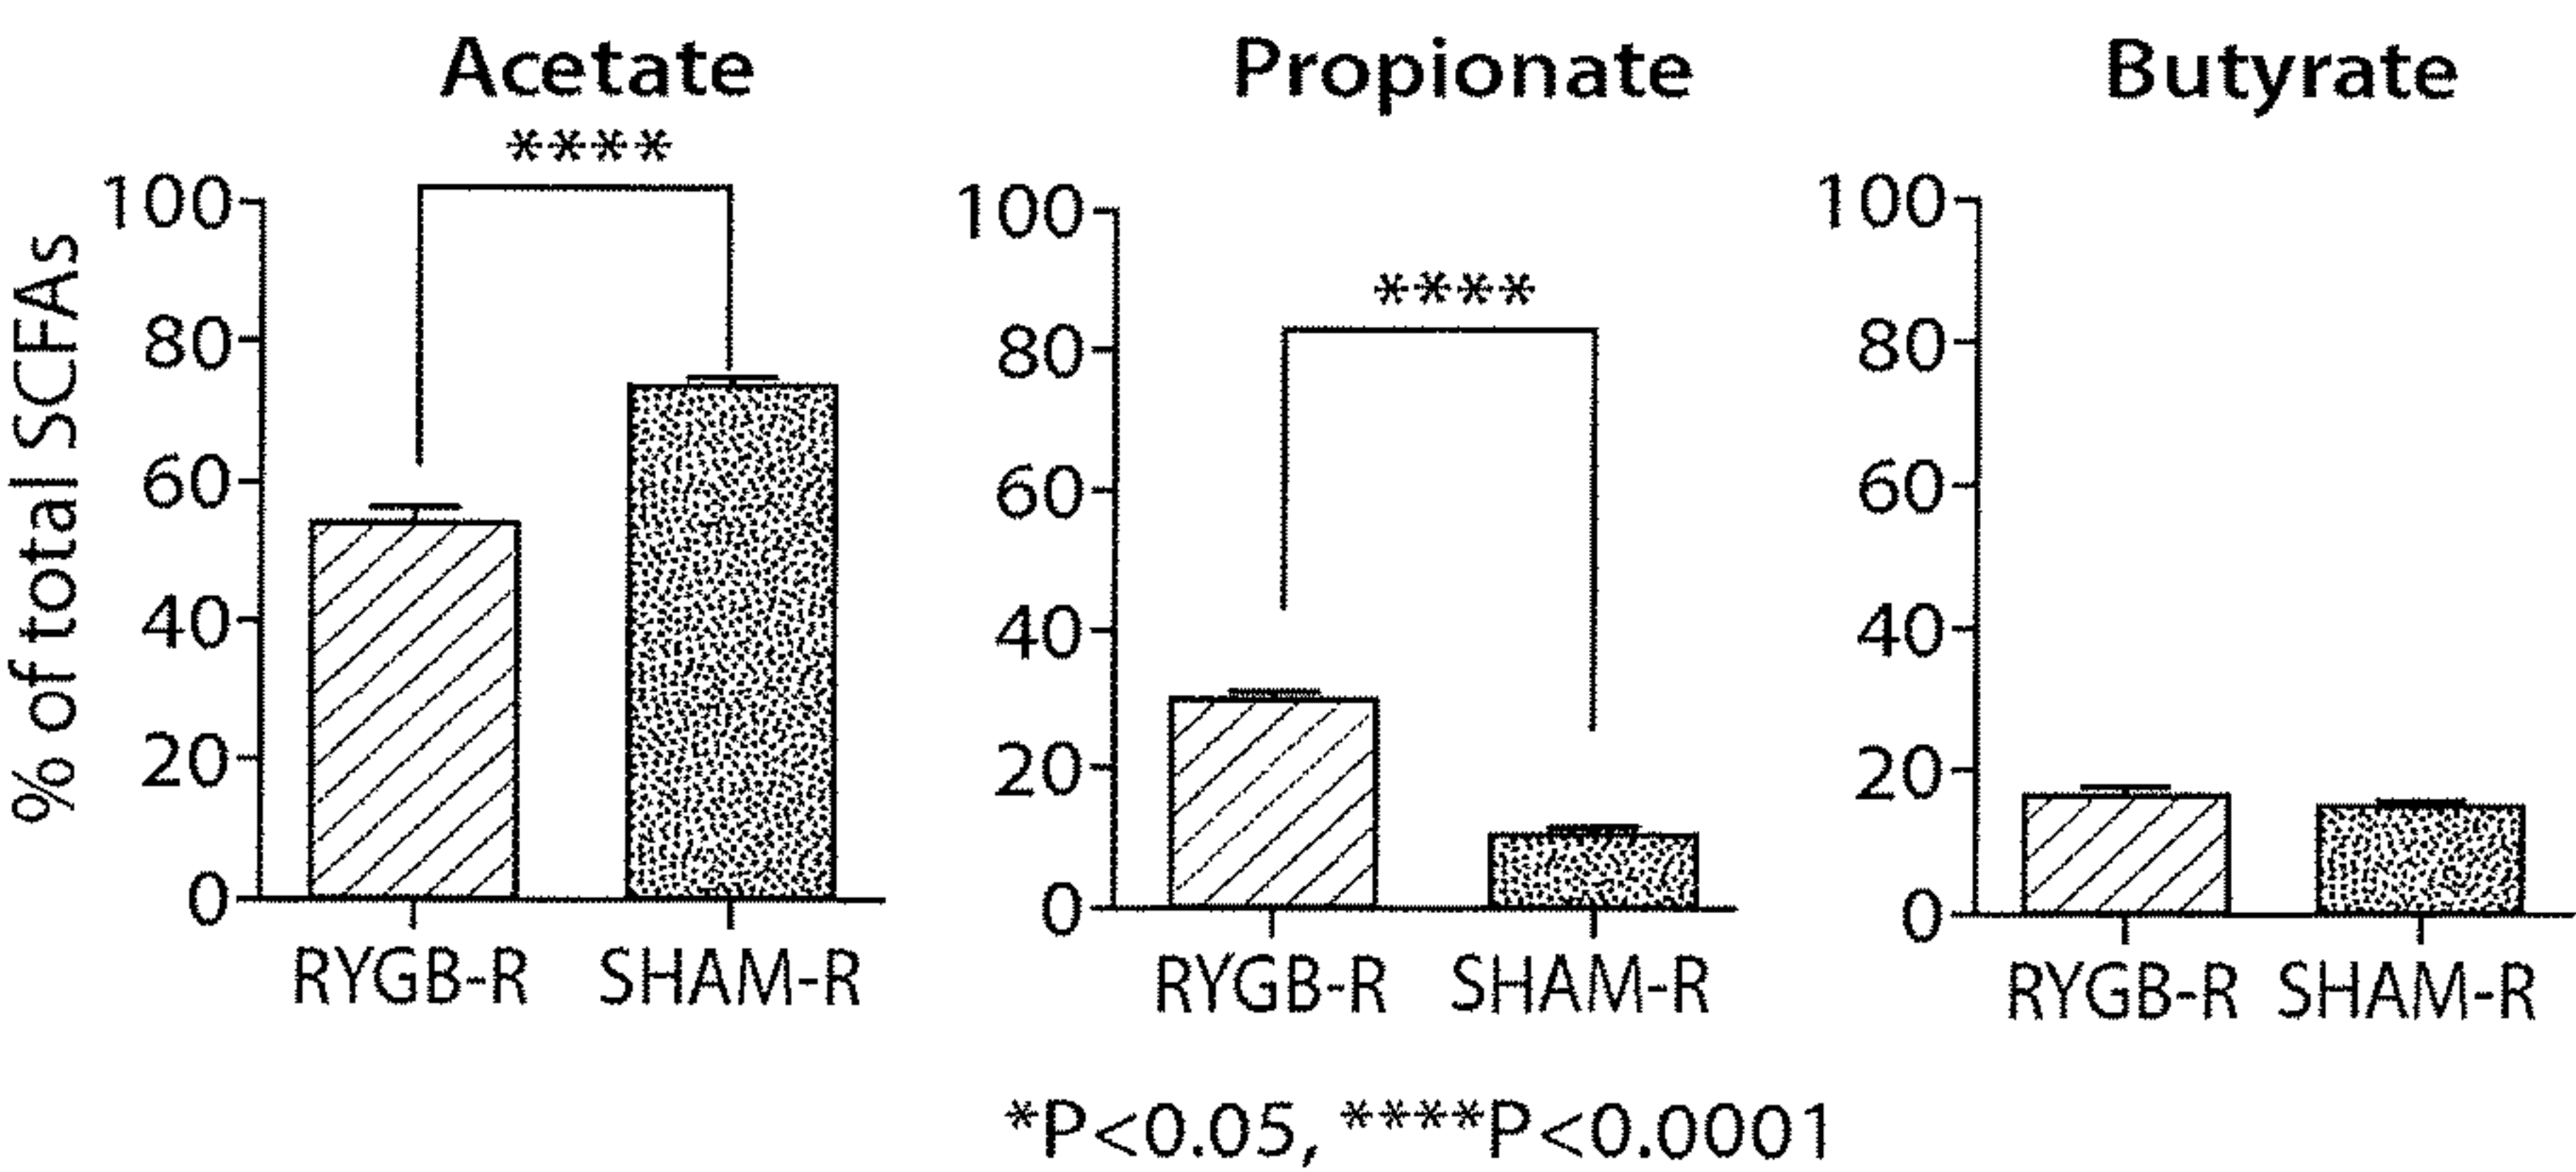 Acetate
****
% of total SCFAs
100
80
60
40
20
0
RYGB-R SHAM-R
Propionate
****
100
80
60
40
20
0
RYGB-R SHAM-R
Butyrate
100
80
60
40
20
0
RYGB-R SHAM-R
*P<0.05, ****P<0.0001